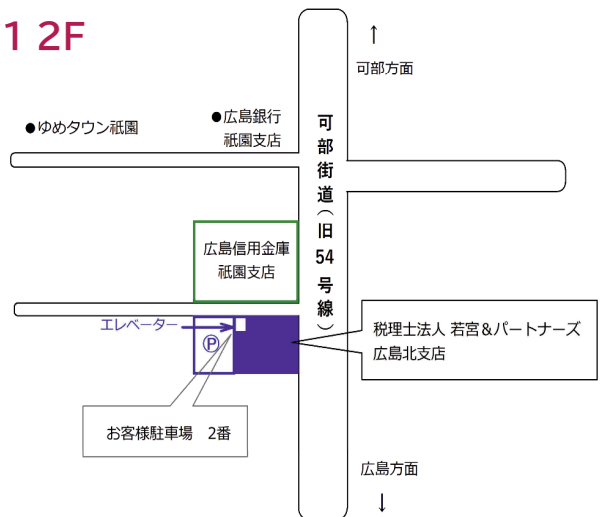 1 2F
↑
可部方面
●ゆめタウン祇園
●広島銀行
祇園支店
可部街道（旧54号線）
広島信用金庫
祇園支店
エレベーター
Ⓟ
税理士法人 若宮&パートナーズ
広島北支店
お客様駐車場　2番
広島方面
↓